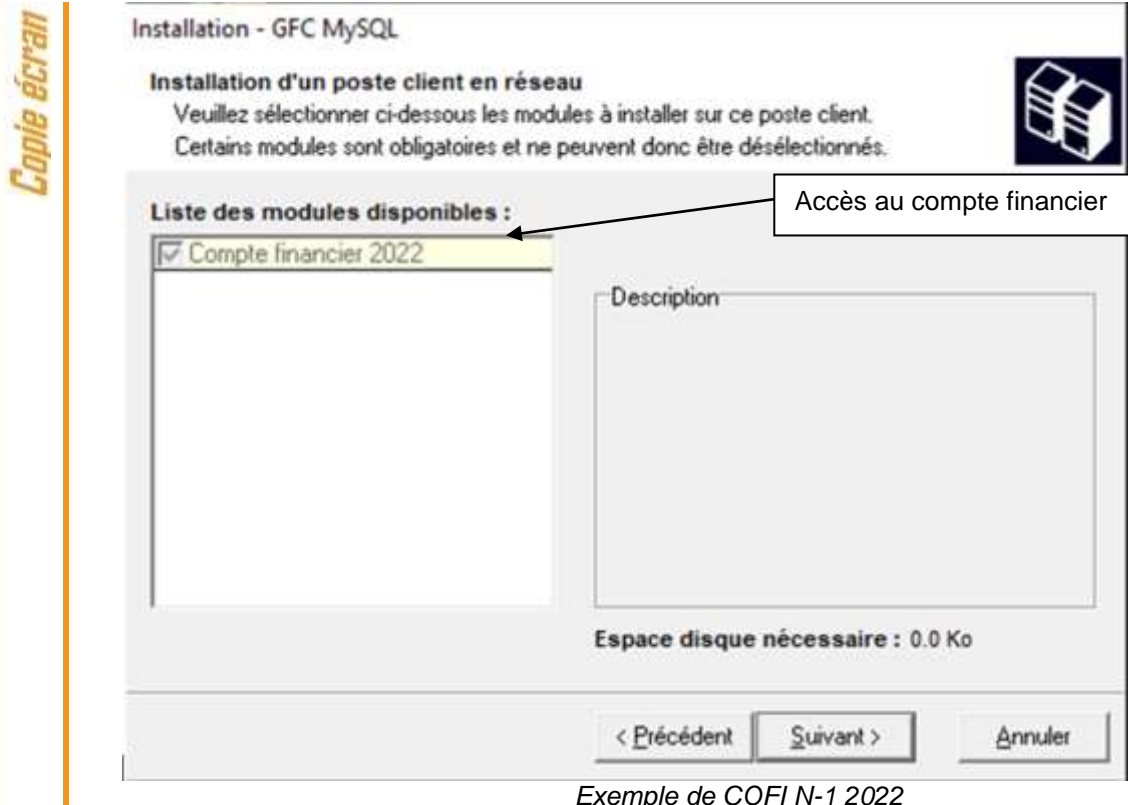 Copie écran
Installation - GFC MySQL
Installation d'un poste client en réseau
Veuillez sélectionner ci-dessous les modules à installer sur ce poste client.
Certains modules sont obligatoires et ne peuvent donc être désélectionnés.
Accès au compte financier
Liste des modules disponibles :
Compte financier 2022
Description
Espace disque nécessaire : 0.0 Ko
< Précédent
Suivant >
Annuler
Exemple de COFI N-1 2022